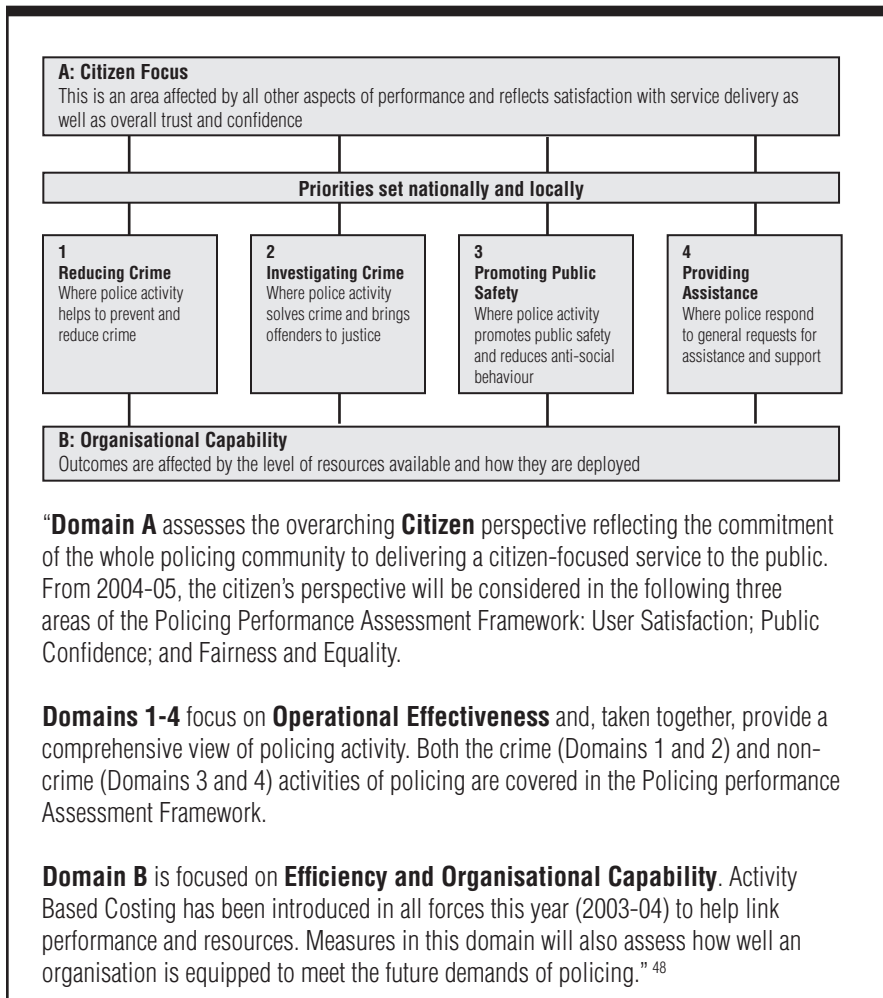 A: Citizen Focus
This is an area affected by all other aspects of performance and reflects satisfaction with service delivery as
well as overall trust and confidence
Priorities set nationally and locally
1
Reducing Crime
Where police activity
helps to prevent and
reduce crime
2
Investigating Crime
Where police activity
solves crime and brings
offenders to justice
3
Promoting Public
Safety
Where police activity
promotes public safety
and reduces anti-social
behaviour
4
Providing
Assistance
Where police respond
to general requests for
assistance and support
B: Organisational Capability
Outcomes are affected by the level of resources available and how they are deployed
“Domain A assesses the overarching Citizen perspective reflecting the commitment
of the whole policing community to delivering a citizen-focused service to the public.
From 2004-05, the citizen’s perspective will be considered in the following three
areas of the Policing Performance Assessment Framework: User Satisfaction; Public
Confidence; and Fairness and Equality.
Domains 1-4 focus on Operational Effectiveness and, taken together, provide a
comprehensive view of policing activity. Both the crime (Domains 1 and 2) and non-
crime (Domains 3 and 4) activities of policing are covered in the Policing performance
Assessment Framework.
Domain B is focused on Efficiency and Organisational Capability. Activity
Based Costing has been introduced in all forces this year (2003-04) to help link
performance and resources. Measures in this domain will also assess how well an
organisation is equipped to meet the future demands of policing.” 48